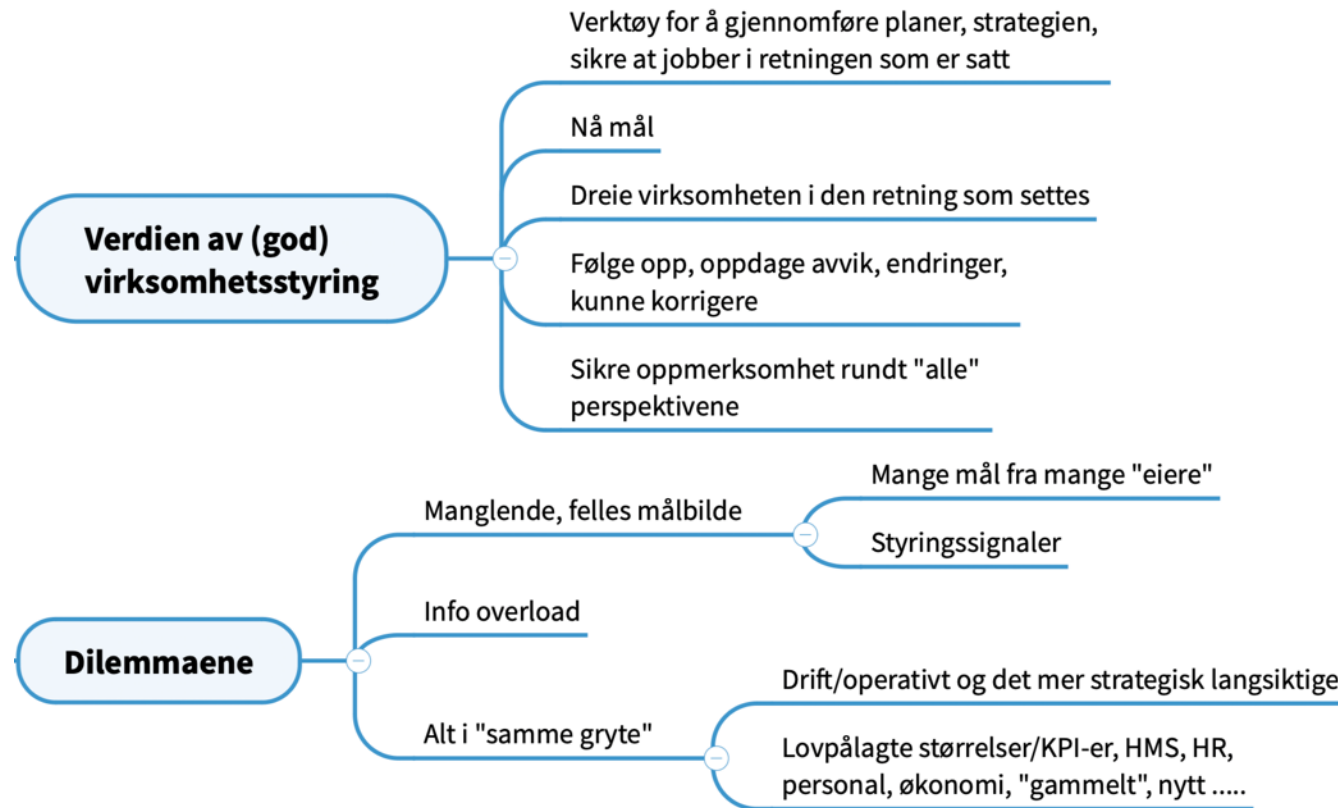 Verktøy for å gjennomføre planer, strategien,
sikre at jobber i retningen som er satt
Nå mål
Dreie virksomheten i den retning som settes
Verdien av (god)
virksomhetsstyring
Følge opp, oppdage avvik, endringer,
kunne korrigere
Sikre oppmerksomhet rundt "alle"
perspektivene
Mange mål fra mange "eiere"
Manglende, felles målbilde
Styringssignaler
Info overload
Dilemmaene
Drift/operativt og det mer strategisk langsiktige
Alt i "samme gryte"
Lovpålagte størrelser/KPI-er, HMS, HR,
personal, økonomi, "gammelt", nytt .....